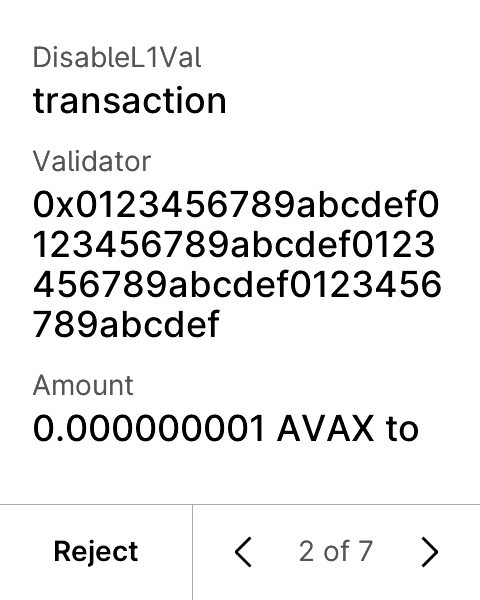 DisableL1Val
transaction
Validator
0x0123456789abcdef0
123456789abcdef0123
456789abcdef0123456
789abcdef
Amount
0.000000001 AVAX to
Reject
2 of 7